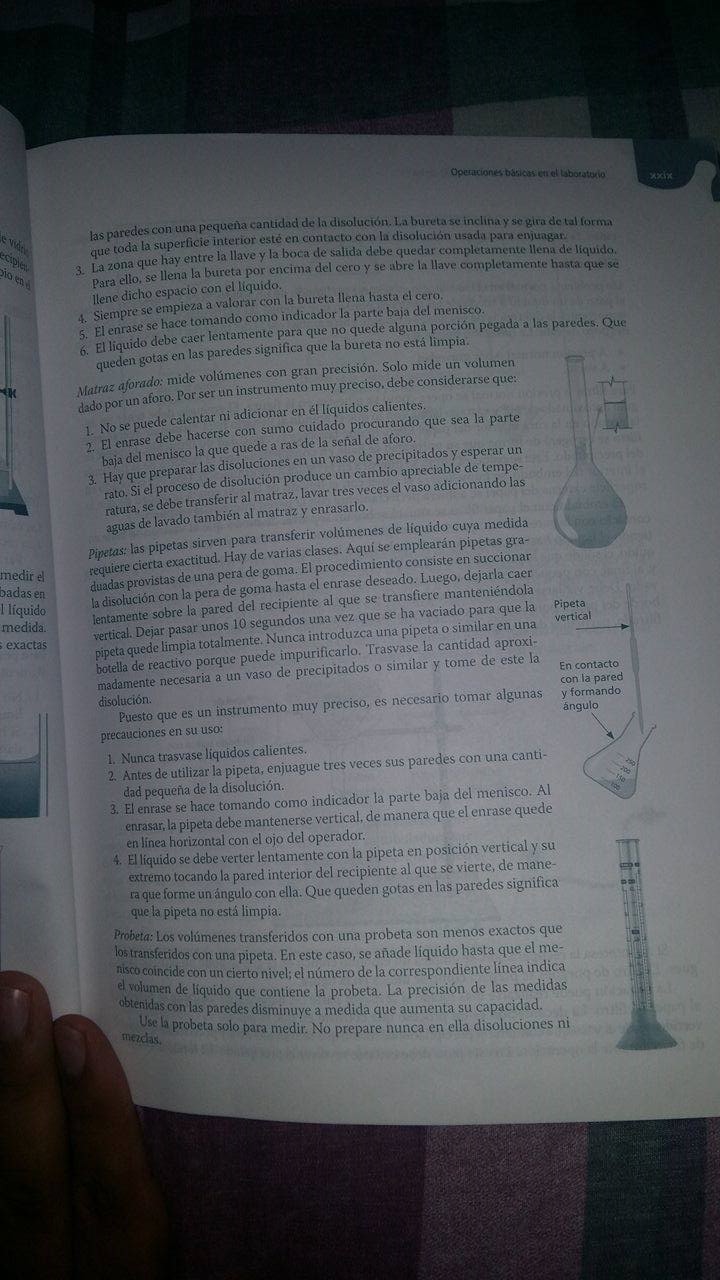 Operaciones básicas en el laboratorio
xxix
las paredes con una pequeña cantidad de la disolución. La bureta se inclina y se gira de tal forma
que toda la superficie interior esté en contacto con la disolución usada para enjuagar.
3. La zona que hay entre la llave y la boca de salida debe quedar completamente llena de líquido.
Para ello, se llena la bureta por encima del cero y se abre la llave completamente hasta que se
llene dicho espacio con el líquido.
4. Siempre se empieza a valorar con la bureta llena hasta el cero.
5. El enrase se hace tomando como indicador la parte baja del menisco.
6. El líquido debe caer lentamente para que no quede alguna porción pegada a las paredes. Que
queden gotas en las paredes significa que la bureta no está limpia.
Matraz aforado: mide volúmenes con gran precisión. Solo mide un volumen
dado por un aforo. Por ser un instrumento muy preciso, debe considerarse que:
1. No se puede calentar ni adicionar en él líquidos calientes.
2. El enrase debe hacerse con sumo cuidado procurando que sea la parte
baja del menisco la que quede a ras de la señal de aforo.
3. Hay que preparar las disoluciones en un vaso de precipitados y esperar un
rato. Si el proceso de disolución produce un cambio apreciable de tempe-
ratura, se debe transferir al matraz, lavar tres veces el vaso adicionando las
aguas de lavado también al matraz y enrasarlo.
Pipetas: las pipetas sirven para transferir volúmenes de líquido cuya medida
requiere cierta exactitud. Hay de varias clases. Aquí se emplearán pipetas gra-
duadas provistas de una pera de goma. El procedimiento consiste en succionar
la disolución con la pera de goma hasta el enrase deseado. Luego, dejarla caer
lentamente sobre la pared del recipiente al que se transfiere manteniéndola
vertical. Dejar pasar unos 10 segundos una vez que se ha vaciado para que la
pipeta quede limpia totalmente. Nunca introduzca una pipeta o similar en una
botella de reactivo porque puede impurificarlo. Trasvase la cantidad aproxi-
madamente necesaria a un vaso de precipitados o similar y tome de este la
disolución.
Puesto que es un instrumento muy preciso, es necesario tomar algunas
precauciones en su uso:
1. Nunca trasvase líquidos calientes.
2. Antes de utilizar la pipeta, enjuague tres veces sus paredes con una canti-
dad pequeña de la disolución.
3. El enrase se hace tomando como indicador la parte baja del menisco. Al
enrasar, la pipeta debe mantenerse vertical, de manera que el enrase quede
en línea horizontal con el ojo del operador.
4. El líquido se debe verter lentamente con la pipeta en posición vertical y su
extremo tocando la pared interior del recipiente al que se vierte, de mane-
ra que forme un ángulo con ella. Que queden gotas en las paredes significa
que la pipeta no está limpia.
Probeta: Los volúmenes transferidos con una probeta son menos exactos que
los transferidos con una pipeta. En este caso, se añade líquido hasta que el me-
nisco coincide con un cierto nivel; el número de la correspondiente línea indica
el volumen de líquido que contiene la probeta. La precisión de las medidas
obtenidas con las paredes disminuye a medida que aumenta su capacidad.
Use la probeta solo para medir. No prepare nunca en ella disoluciones ni
mezclas.
Pipeta
vertical
En contacto
con la pared
y formando
ángulo
250
200
150
100
medir el
badas en
l líquido
medida.
s exactas